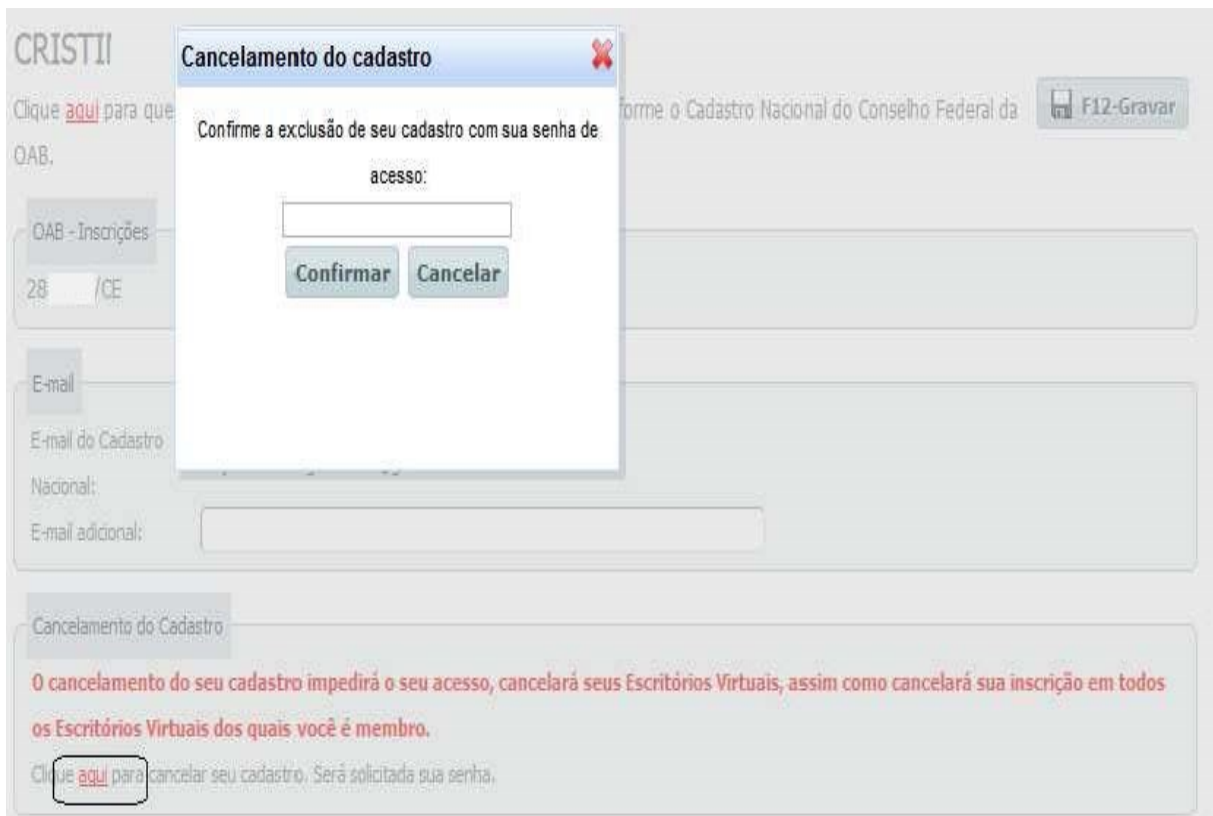 CRISTI
Cancelamento do cadastro
Clique aqui para que
forme o Cadastro Nacional do Conselho Federal da
OAB.
F12-Gravar
Confirme a exclusão de seu cadastro com sua senha de
acesso:
Confirmar Cancelar
OAB - Inscrições
28 /CE
E-mail
E-mail do Cadastro
Nacional:
E-mail adicional:
Cancelamento do Cadastro
O cancelamento do seu cadastro impedirá o seu acesso, cancelará seus Escritórios Virtuais, assim como cancelará sua inscrição em todos
os Escritórios Virtuais dos quais você é membro.
Clique aqui para cancelar seu cadastro. Será solicitada sua senha.